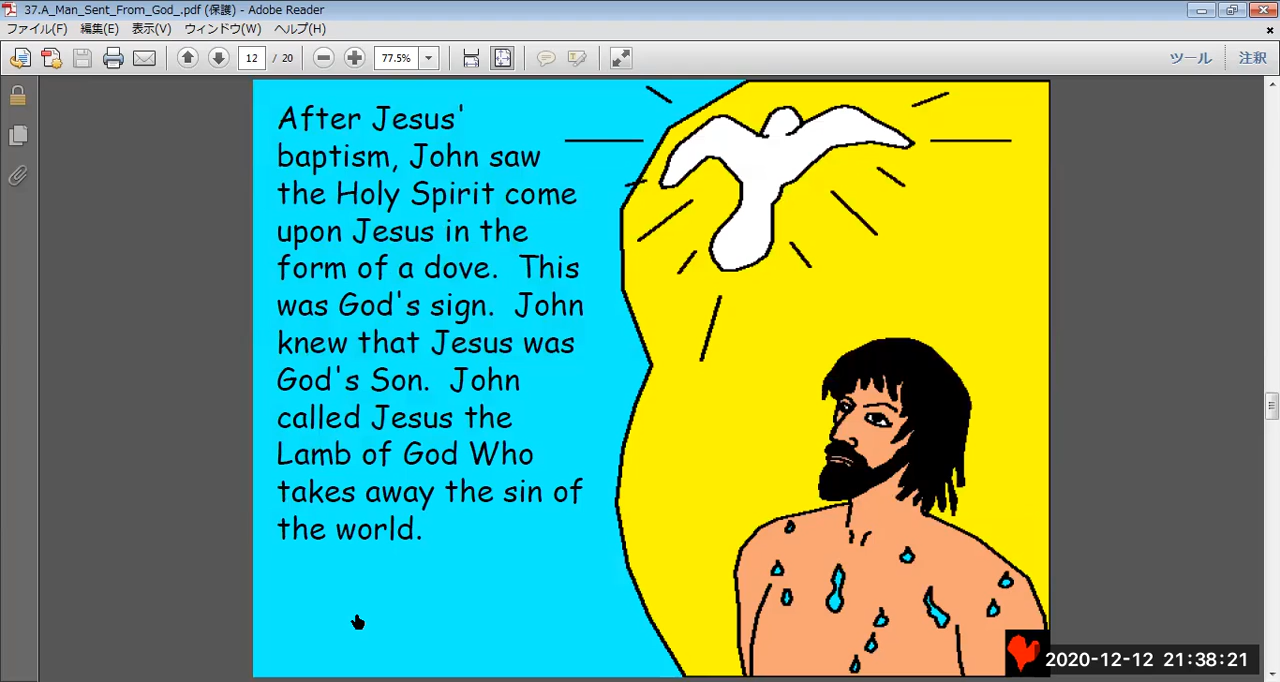 37.A_Man_Sent_From_God_.pdf (保護) - Adobe Reader
ファイル(F) 編集(E) 表示(V) ウィンドウ(W) ヘルプ(H)
12 / 20 77.5% ツール 注釈
After Jesus'
baptism, John saw
the Holy Spirit come
upon Jesus in the
form of a dove. This
was God's sign. John
knew that Jesus was
God's Son. John
called Jesus the
Lamb of God Who
takes away the sin of
the world.
2020-12-12 21:38:21